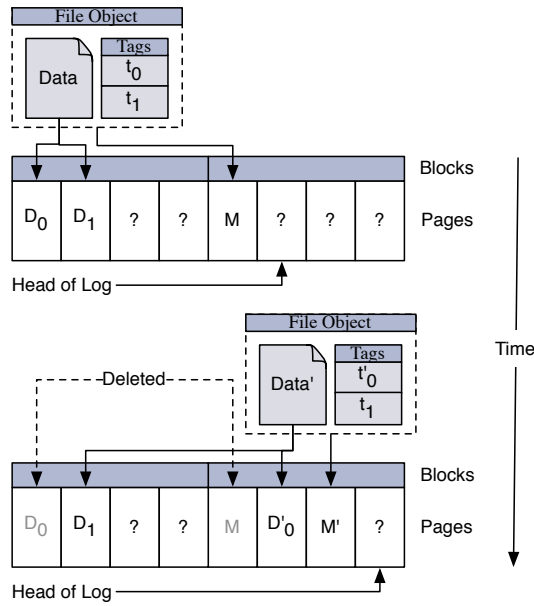 File Object
Data
Tags
t0
t1
Blocks
D0 D1 ? ? M ? ? ? Pages
Head of Log
Time
File Object
Data'
Tags
t'0
t1
Deleted
Blocks
D0 D1 ? ? M D'0 M' ? Pages
Head of Log